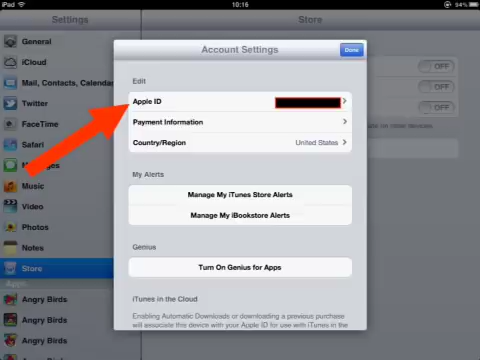 iPad
10:16
94%
Settings
Store
General
iCloud
Mail, Contacts, Calendar
Twitter
FaceTime
Safari
Music
Video
Photos
Notes
Store
Angry Birds
Angry Birds
Angry Birds
OFF
OFF
OFF
Account Settings
Done
Edit
Apple ID
Payment Information
Country/Region United States
My Alerts
Manage My iTunes Store Alerts
Manage My iBookstore Alerts
Genius
Turn On Genius for Apps
iTunes in the Cloud
Enabling Automatic Downloads or downloading a previous purchase
will associate this device with your Apple ID for use with iTunes in the